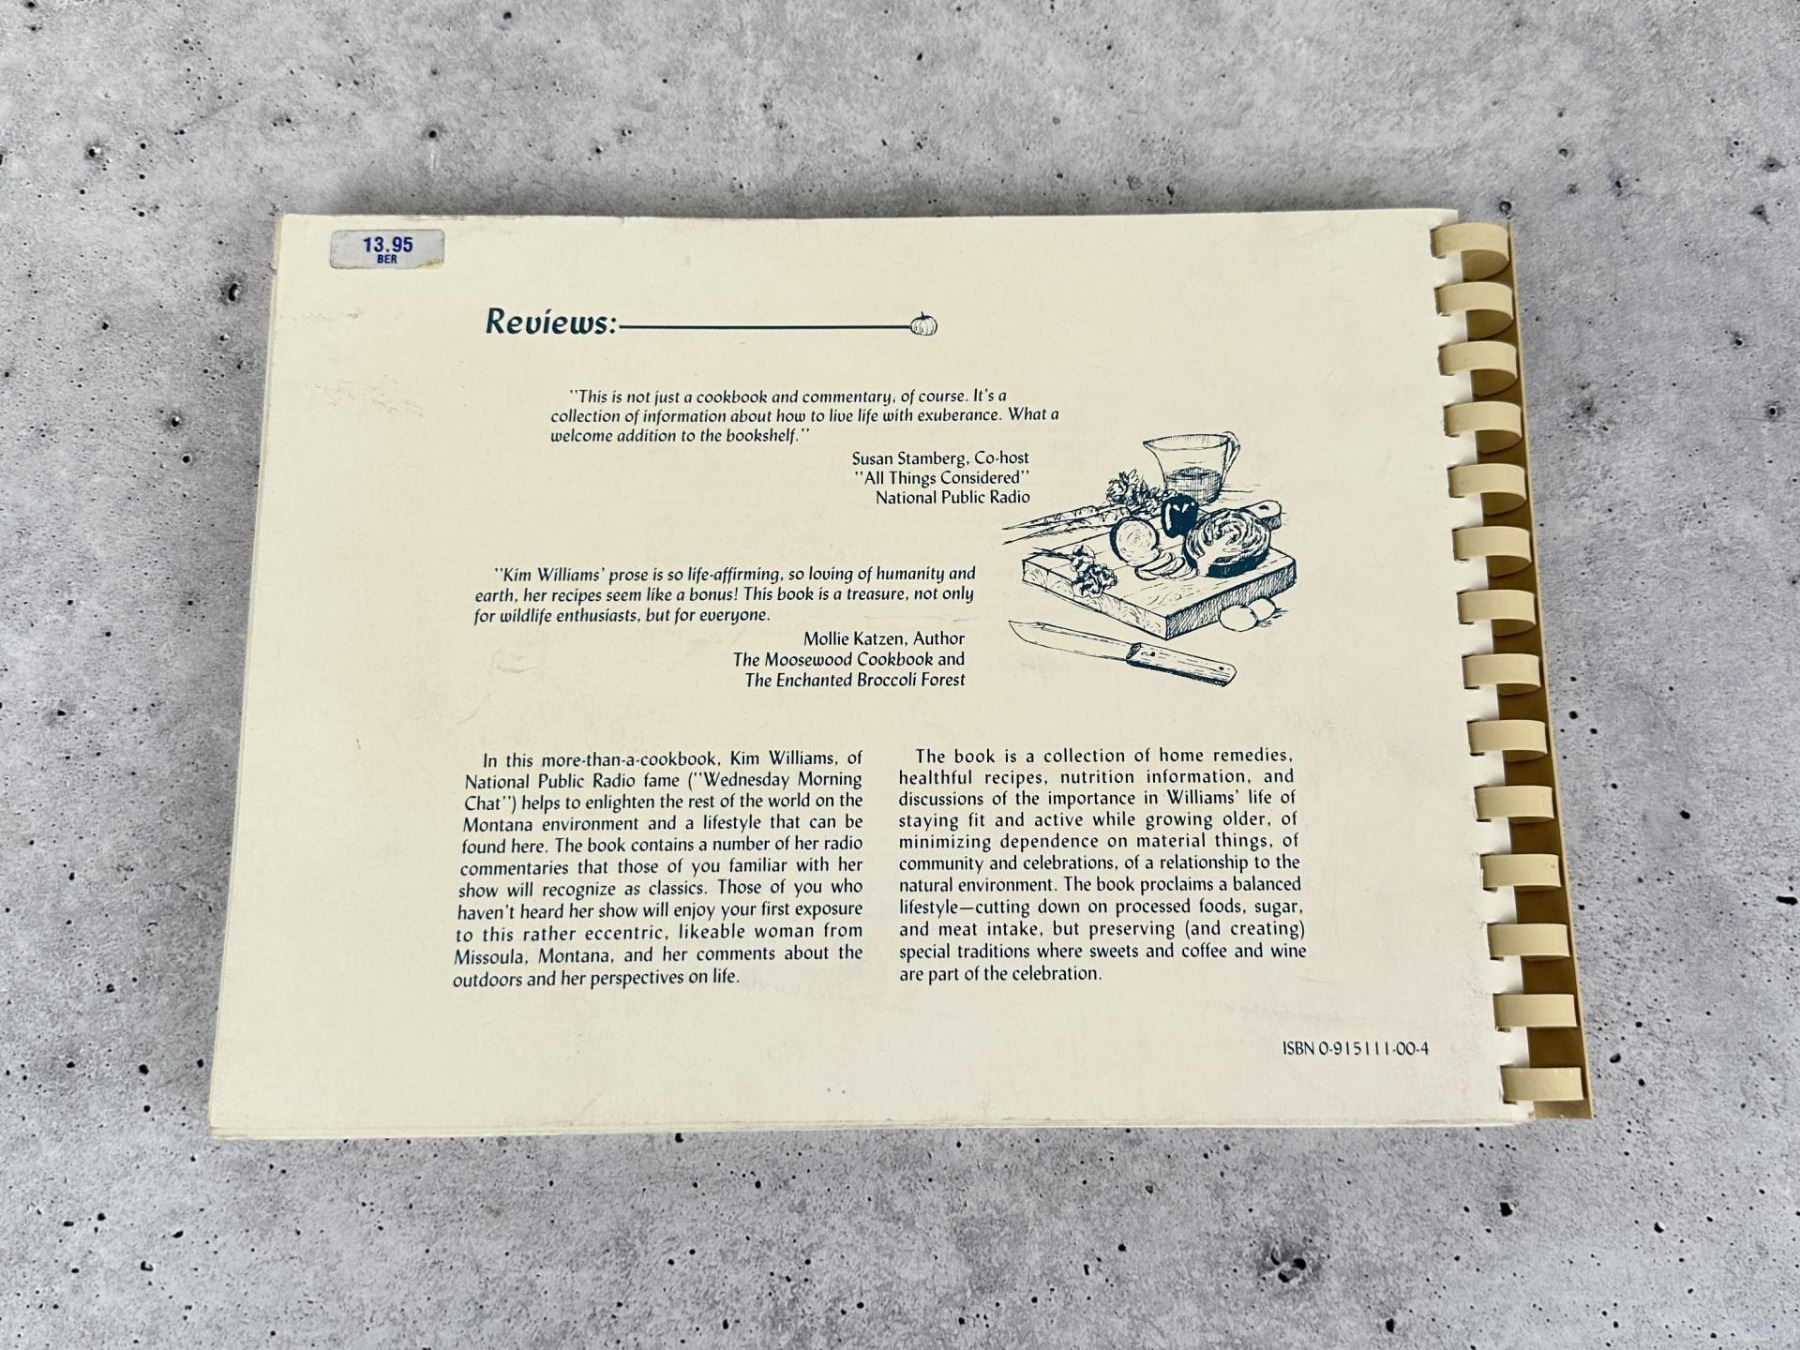 13.95
BER
Reviews:
"This is not just a cookbook and commentary, of course. It's a
collection of information about how to live life with exuberance. What a
welcome addition to the bookshelf."
Susan Stamberg, Co-host
"All Things Considered"
National Public Radio
"Kim Williams' prose is so life-affirming, so loving of humanity and
earth, her recipes seem like a bonus! This book is a treasure, not only
for wildlife enthusiasts, but for everyone.
Mollie Katzen, Author
The Moosewood Cookbook and
The Enchanted Broccoli Forest
In this more-than-a-cookbook, Kim Williams, of
National Public Radio fame ("Wednesday Morning
Chat") helps to enlighten the rest of the world on the
Montana environment and a lifestyle that can be
found here. The book contains a number of her radio
commentaries that those of you familiar with her
show will recognize as classics. Those of you who
haven't heard her show will enjoy your first exposure
to this rather eccentric, likeable woman from
Missoula, Montana, and her comments about the
outdoors and her perspectives on life.
The book is a collection of home remedies,
healthful recipes, nutrition information, and
discussions of the importance in Williams' life of
staying fit and active while growing older, of
minimizing dependence on material things, of
community and celebrations, of a relationship to the
natural environment. The book proclaims a balanced
lifestyle—cutting down on processed foods, sugar,
and meat intake, but preserving (and creating)
special traditions where sweets and coffee and wine
are part of the celebration.
ISBN 0-915111-00-4